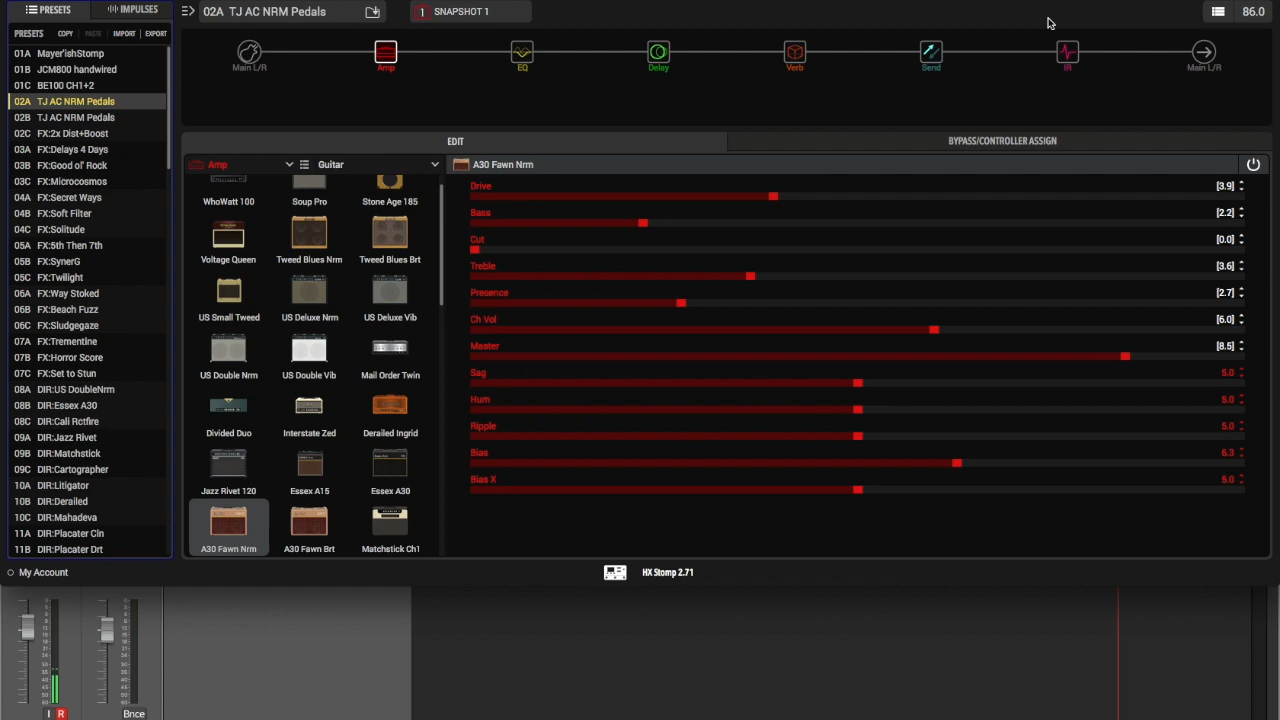 PRESETS
IMPULSES
02A TJ AC NRM Pedals
1 SNAPSHOT 1
86.0
PRESETS COPY PASTE IMPORT EXPORT
01A Mayer'ishStomp
01B JCM800 handwired
01C BE100 CH1+2
02A TJ AC NRM Pedals
02B TJ AC NRM Pedals
02C FX:2x Dist+Boost
03A FX:Delays 4 Days
03B FX:Good ol' Rock
03C FX:Microcosmos
04A FX:Secret Ways
04B FX:Soft Filter
04C FX:Solitude
05A FX:5th Then 7th
05B FX:SynerG
05C FX:Twilight
06A FX:Way Stoked
06B FX:Beach Fuzz
06C FX:Sludgegaze
07A FX:Trementine
07B FX:Horror Score
07C FX:Set to Stun
08A DIR:US DoubleNrm
08B DIR:Essex A30
08C DIR:Cali Rctfire
09A DIR:Jazz Rivet
09B DIR:Matchstick
09C DIR:Cartographer
10A DIR:Litigator
10B DIR:Derailed
10C DIR:Mahadeva
11A DIR:Placater Cln
11B DIR:Placater Drt
Main L/R
Amp
EQ
Delay
Verb
Send
IR
Main L/R
EDIT
BYPASS/CONTROLLER ASSIGN
Amp
Guitar
WhoWatt 100
Soup Pro
Stone Age 185
Voltage Queen
Tweed Blues Nrm
Tweed Blues Brt
US Small Tweed
US Deluxe Nrm
US Deluxe Vib
US Double Nrm
US Double Vib
Mail Order Twin
Divided Duo
Interstate Zed
Derailed Ingrid
Jazz Rivet 120
Essex A15
Essex A30
A30 Fawn Nrm
A30 Fawn Brt
Matchstick Ch1
A30 Fawn Nrm
Drive [3.9]
Bass [2.2]
Cut [0.0]
Treble [3.6]
Presence [2.7]
Ch Vol [6.0]
Master [8.5]
Sag 5.0
Hum 5.0
Ripple 5.0
Bias 6.3
Bias X 5.0
My Account
HX Stomp 2.71
I R
Bnce